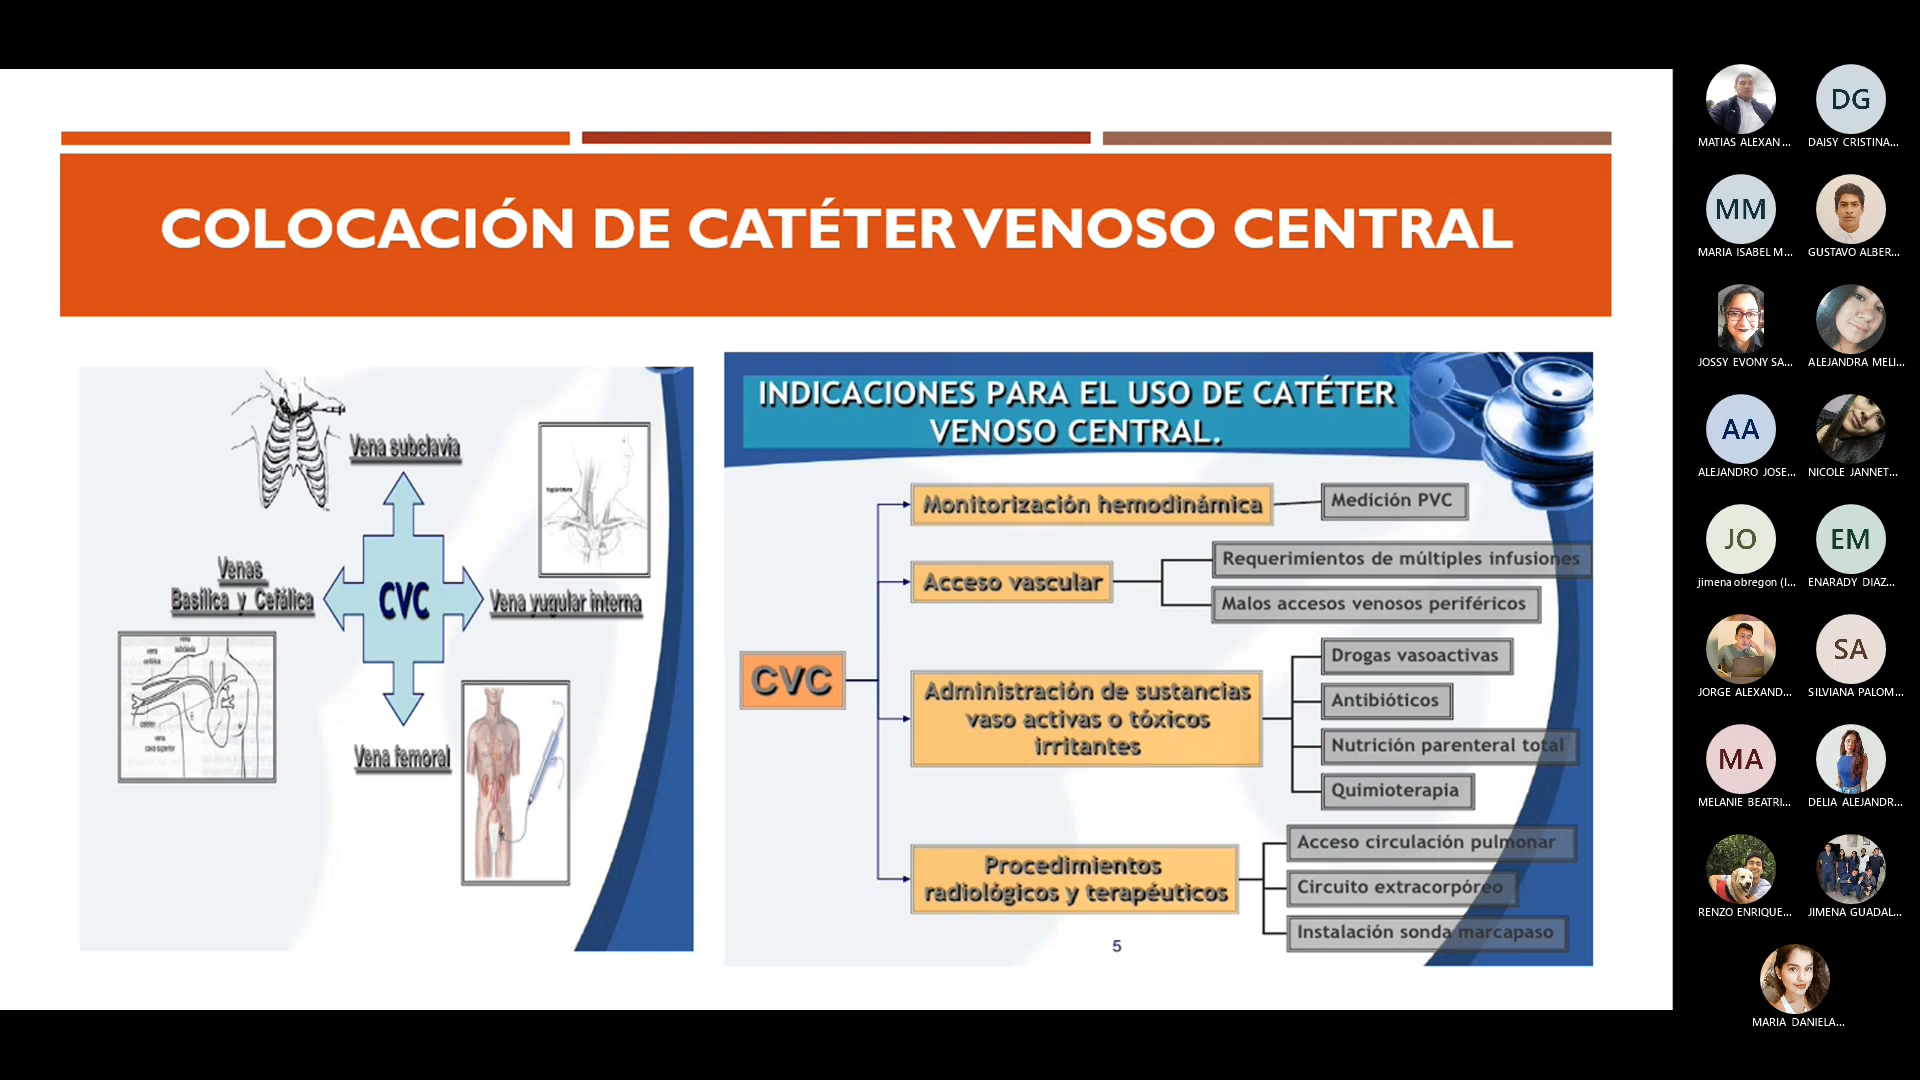 COLOCACIÓN DE CATÉTER VENOSO CENTRAL
Vena subclavia
Venas
Basílica y Cefálica
CVC
Vena yugular interna
Vena femoral
INDICACIONES PARA EL USO DE CATÉTER
VENOSO CENTRAL.
CVC
Monitorización hemodinámica
Medición PVC
Acceso vascular
Requerimientos de múltiples infusiones
Malos accesos venosos periféricos
Administración de sustancias
vaso activas o tóxicos
irritantes
Drogas vasoactivas
Antibióticos
Nutrición parenteral total
Quimioterapia
Procedimientos
radiológicos y terapéuticos
Acceso circulación pulmonar
Circuito extracorpóreo
Instalación sonda marcapaso
5
MATIAS ALEXAN...
DG
DAISY CRISTINA...
MM
MARIA ISABEL M...
GUSTAVO ALBER...
JOSSY EVONY SA...
ALEJANDRA MELI...
AA
ALEJANDRO JOSE...
NICOLE JANNET...
JO
jimena obregon (I...
EM
ENARADY DIAZ...
JORGE ALEXAND...
SA
SILVIANA PALOM...
MA
MELANIE BEATRI...
DELIA ALEJANDR...
RENZO ENRIQUE...
JIMENA GUADAL...
MARIA DANIELA...